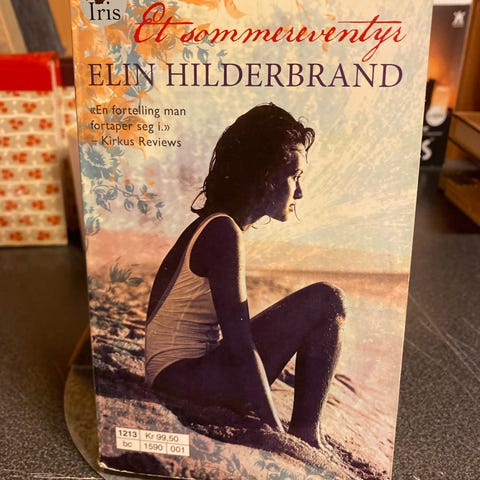 Iris
Et sommereventyr
ELIN HILDERBRAND
«En fortelling man
fortaper seg i.»
– Kirkus Reviews
1213 Kr 99.50
bc 1590 001
S